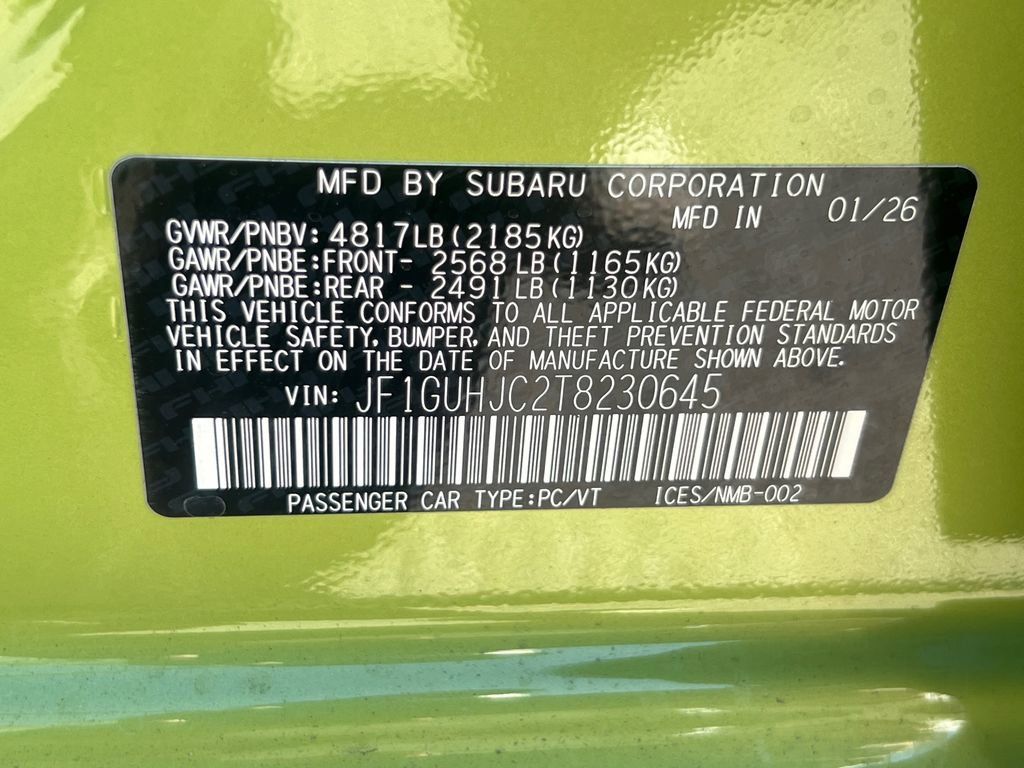 MFD BY SUBARU CORPORATION
MFD IN 01/26
GVWR/PNBV: 4817LB(2185KG)
GAWR/PNBE:FRONT- 2568 LB(1165KG)
GAWR/PNBE:REAR - 2491 LB(1130KG)
THIS VEHICLE CONFORMS TO ALL APPLICABLE FEDERAL MOTOR
VEHICLE SAFETY, BUMPER, AND THEFT PREVENTION STANDARDS
IN EFFECT ON THE DATE OF MANUFACTURE SHOWN ABOVE.
VIN: JF1GUHJC2T8230645
PASSENGER CAR TYPE:PC/VT ICES/NMB-002